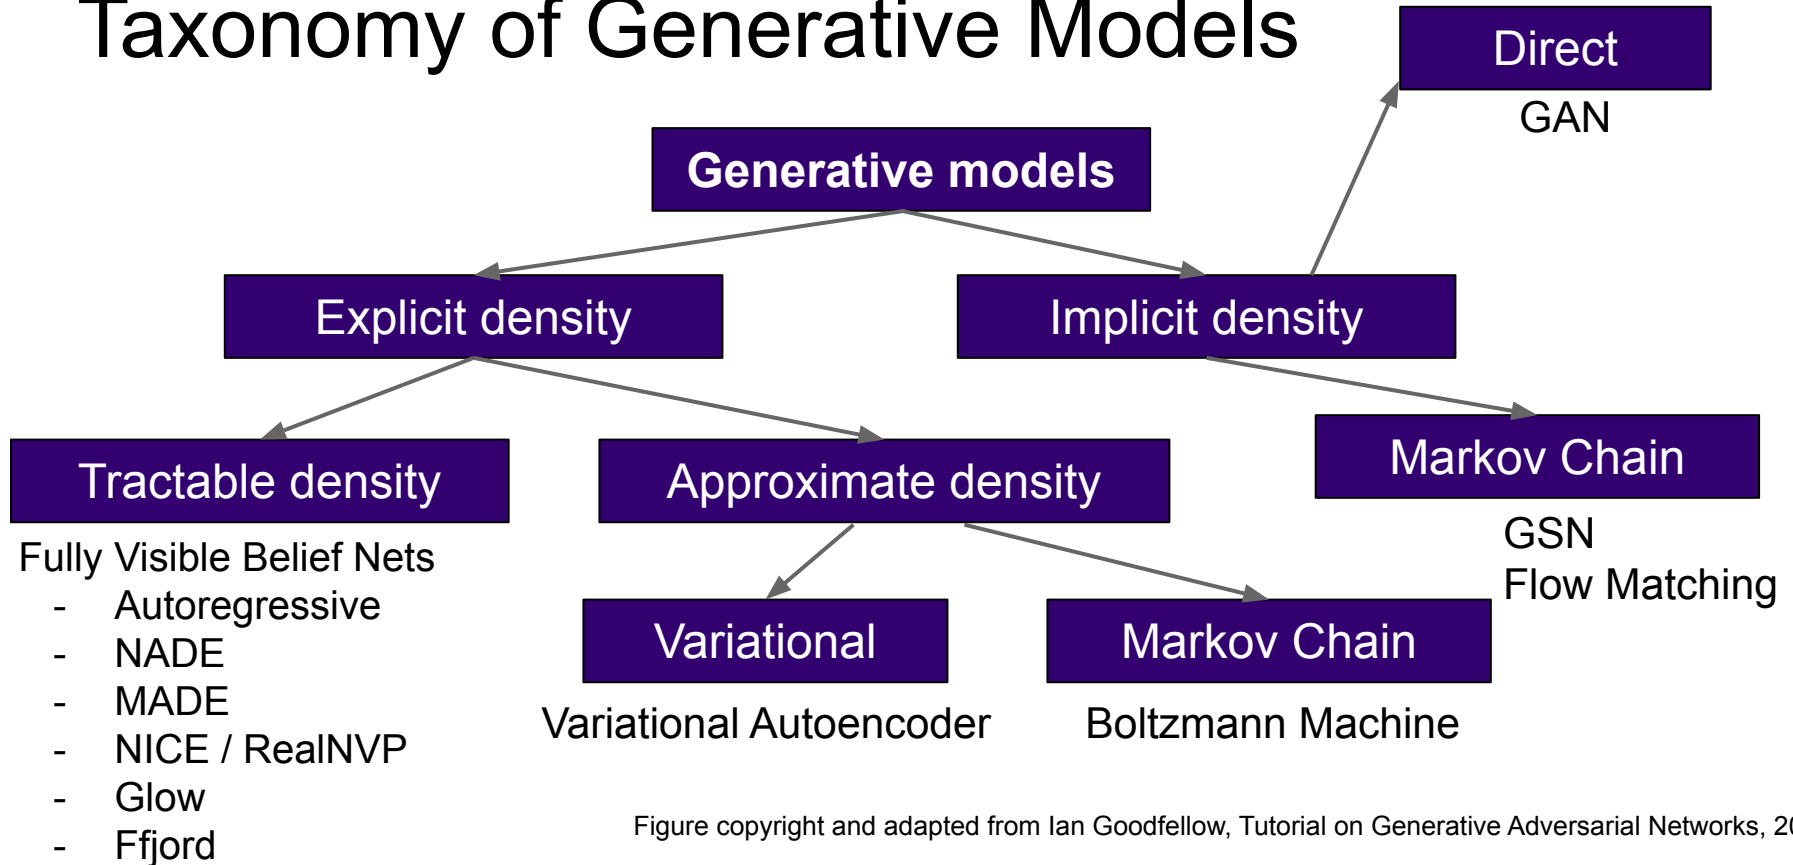 Taxonomy of Generative Models
Direct
GAN
Generative models
Explicit density
Implicit density
Tractable density
Approximate density
Markov Chain
Fully Visible Belief Nets
- Autoregressive
- NADE
- MADE
- NICE / RealNVP
- Glow
- Ffjord
GSN
Flow Matching
Variational
Markov Chain
Variational Autoencoder
Boltzmann Machine
Figure copyright and adapted from Ian Goodfellow, Tutorial on Generative Adversarial Networks,